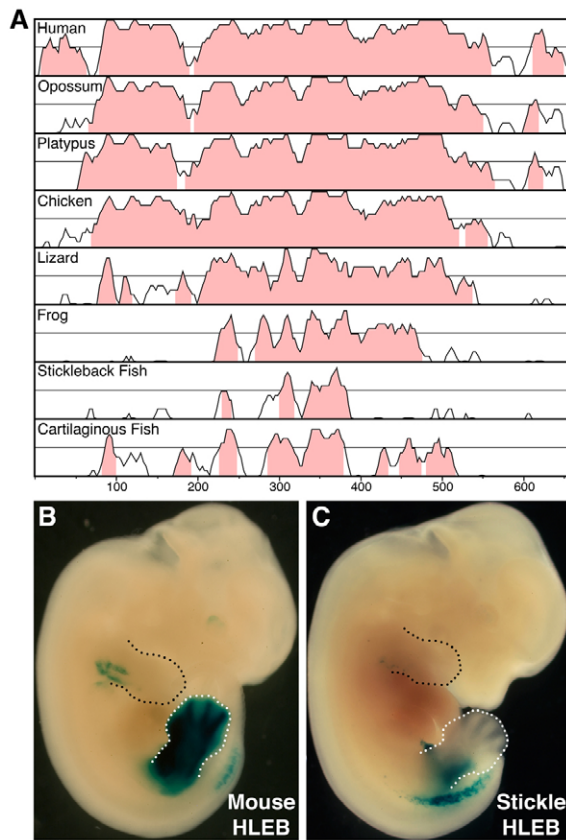 A
Human
Opossum
Platypus
Chicken
Lizard
Frog
Stickleback Fish
Cartilaginous Fish
100 200 300 400 500 600
B
Mouse
HLEB
C
Stickle
HLEB